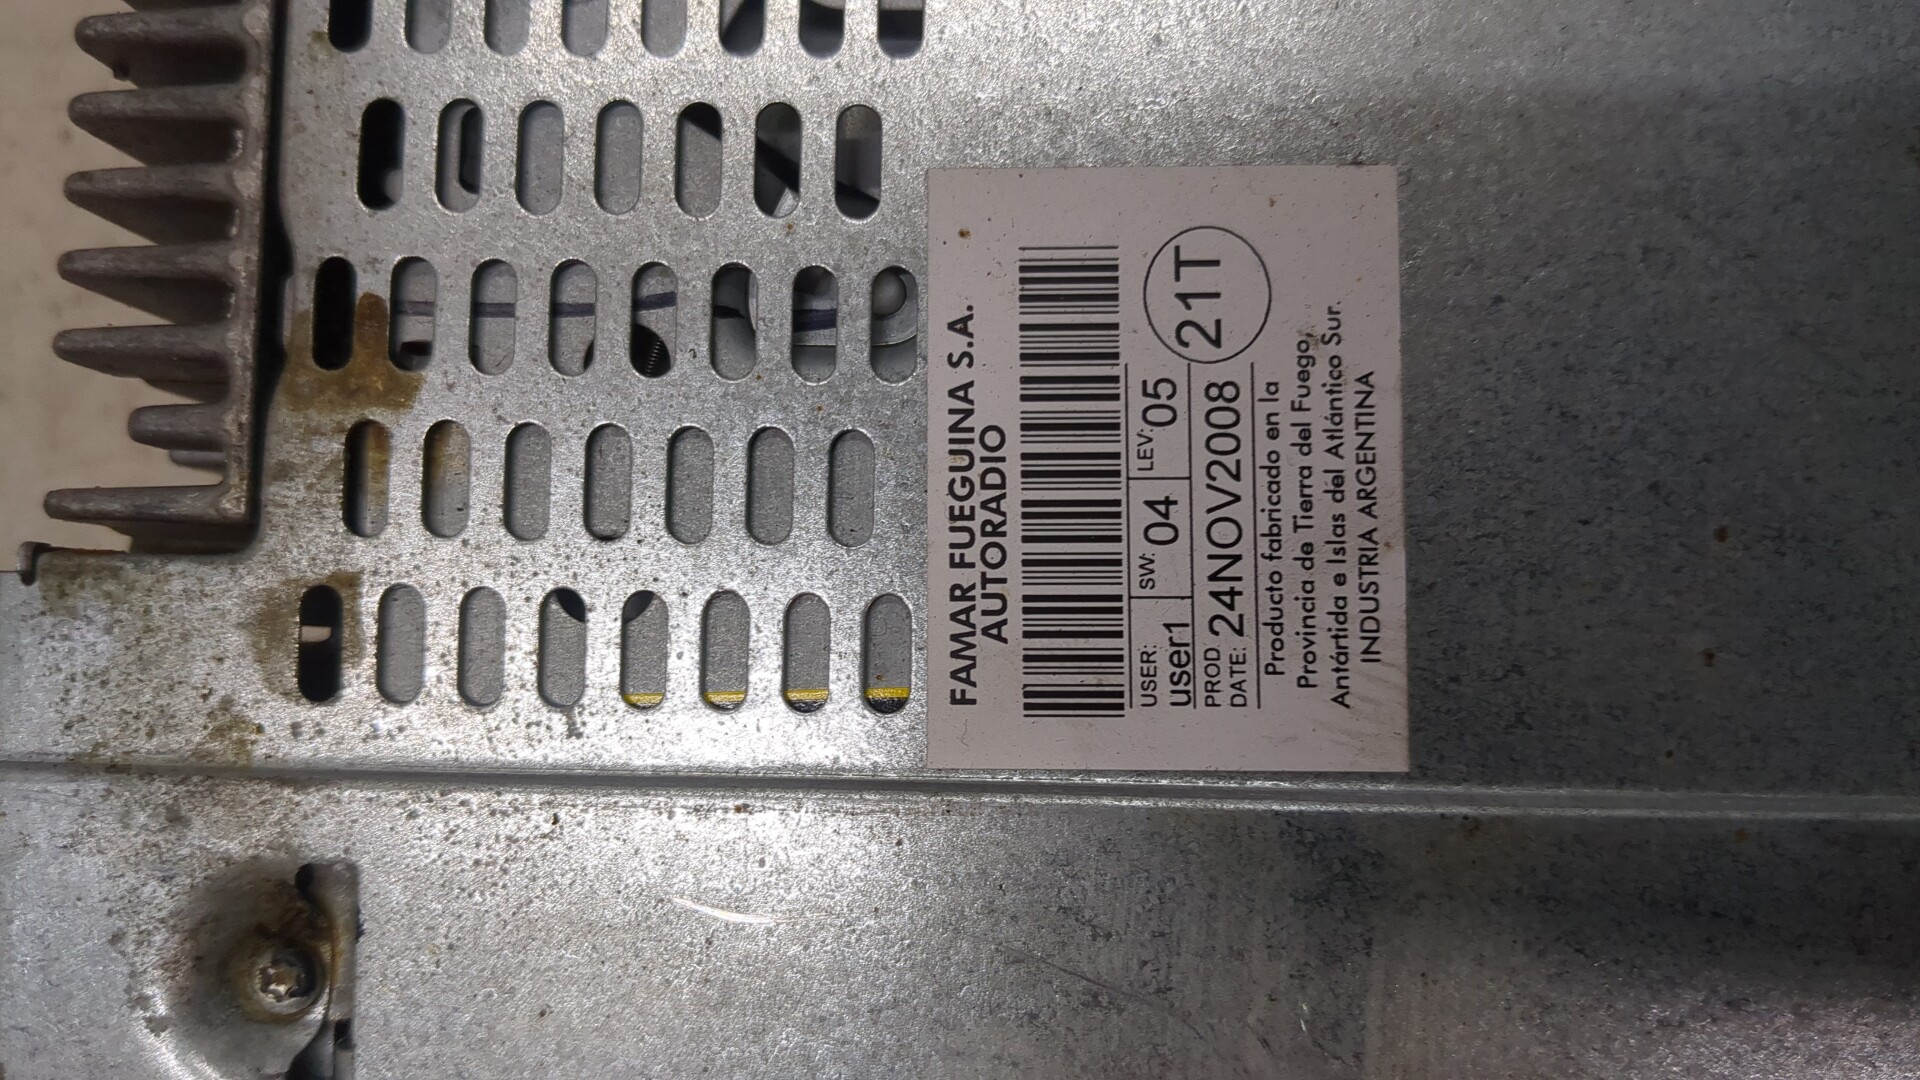 FAMAR FUEGUINA S.A.
AUTORADIO
USER: SW: LEV:
user1 04 05
PROD.
DATE: 24NOV2008 21T
Producto fabricado en la
Provincia de Tierra del Fuego,
Antártida e Islas del Atlántico Sur.
INDUSTRIA ARGENTINA